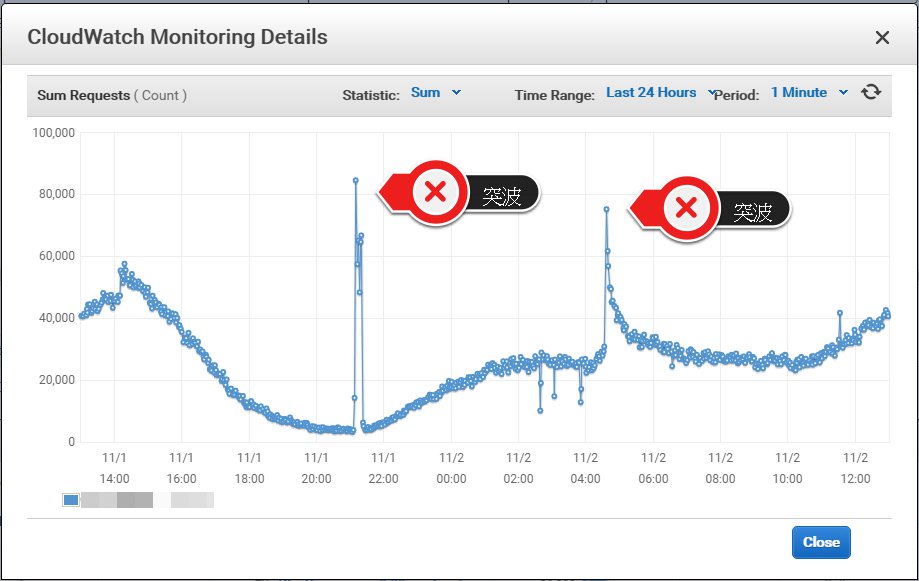 CloudWatch Monitoring Details
Sum Requests ( Count ) Statistic: Sum Time Range: Last 24 Hours Period: 1 Minute
100,000
80,000
60,000
40,000
20,000
0
突波
突波
11/1 11/1 11/1 11/1 11/1 11/2 11/2 11/2 11/2 11/2 11/2 11/2
14:00 16:00 18:00 20:00 22:00 00:00 02:00 04:00 06:00 08:00 10:00 12:00
Close